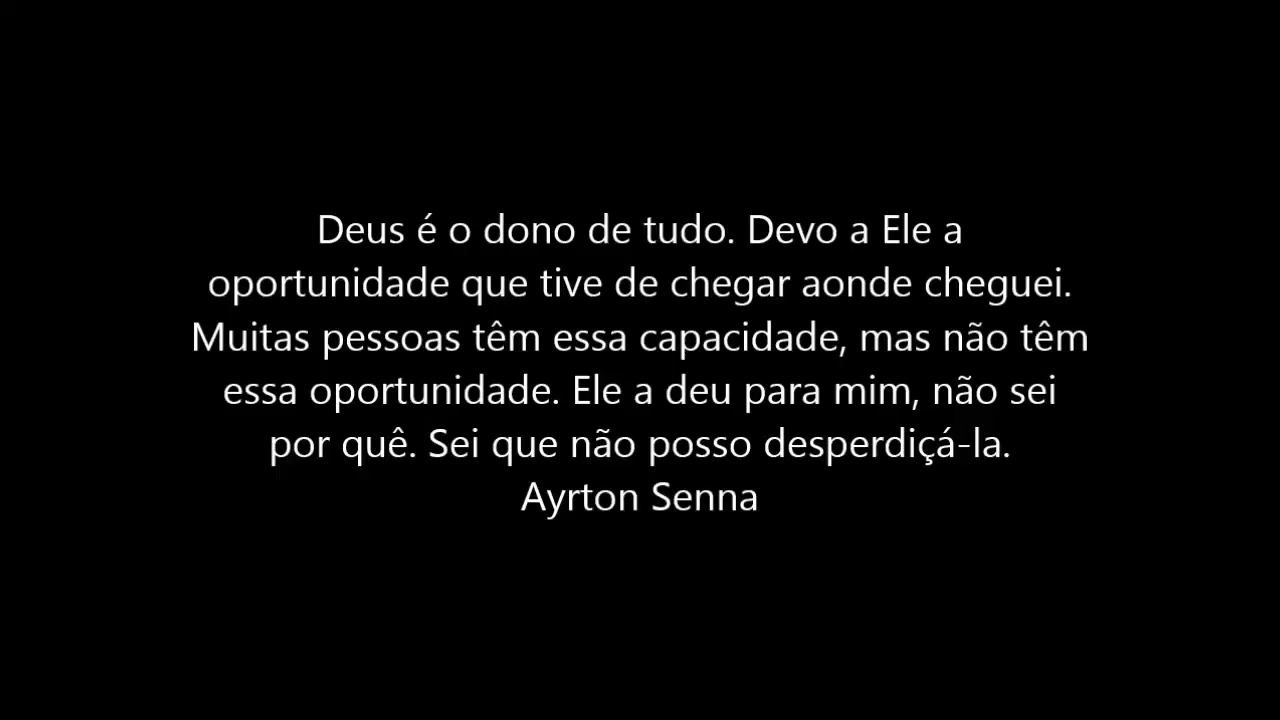 Deus é o dono de tudo. Devo a Ele a
oportunidade que tive de chegar aonde cheguei.
Muitas pessoas têm essa capacidade, mas não têm
essa oportunidade. Ele a deu para mim, não sei
por quê. Sei que não posso desperdiçá-la.
Ayrton Senna